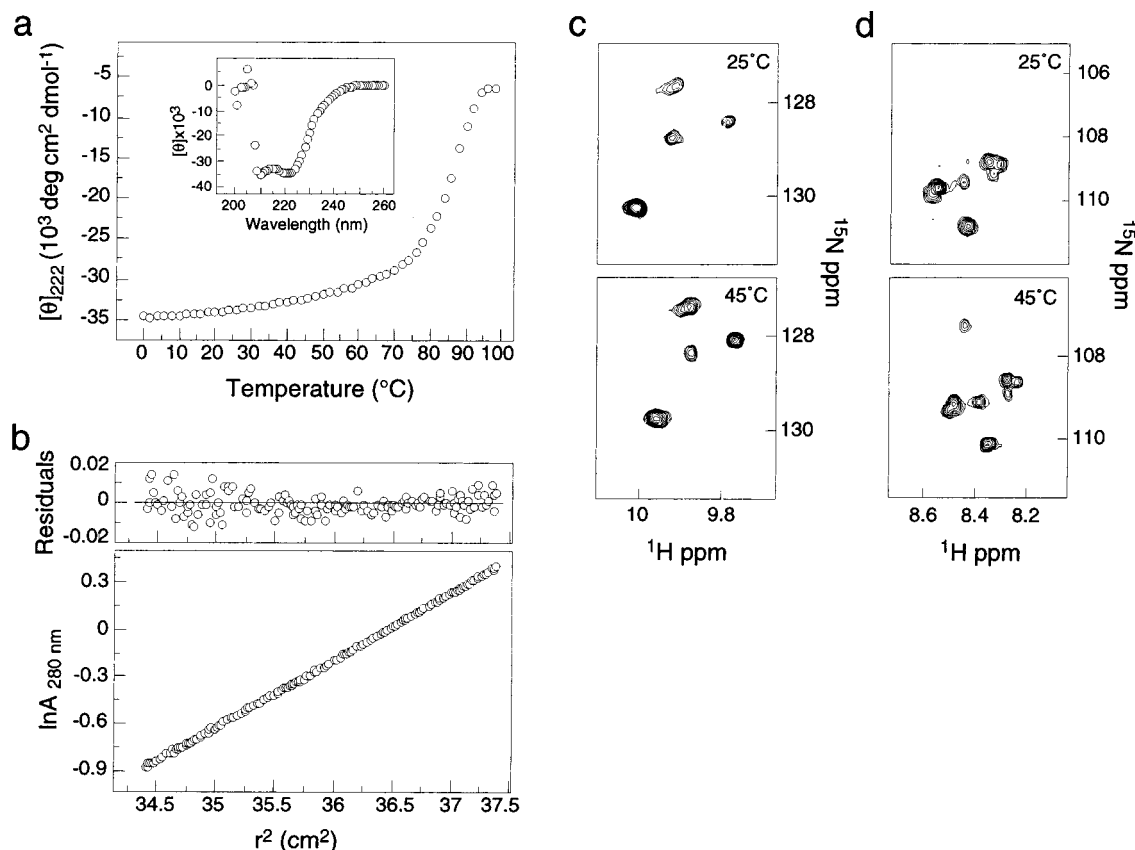 a
[θ]222 (10³ deg cm² dmol⁻¹)
-5
-10
-15
-20
-25
-30
-35
0 10 20 30 40 50 60 70 80 90 100
Temperature (°C)
[θ]x10³
0
-10
-20
-30
-40
200 210 220 230 240 250 260
Wavelength (nm)
b
Residuals
0.02
0
-0.02
lnA 280 nm
0.3
0
-0.3
-0.6
-0.9
34.5 35 35.5 36 36.5 37 37.5
r² (cm²)
c
25°C
128
130
45°C
128
130
¹⁵N ppm
10 9.8
¹H ppm
d
25°C
106
108
110
45°C
108
110
¹⁵N ppm
8.6 8.4 8.2
¹H ppm